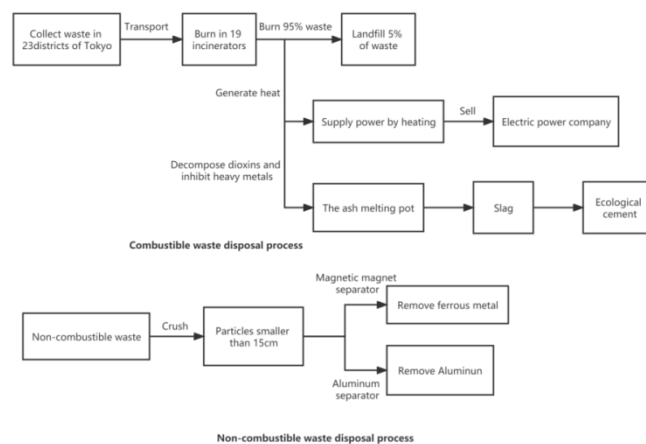 Collect waste in
23districts of Tokyo
Transport
Burn in 19
incinerators
Burn 95% waste
Landfill 5%
of waste
Generate heat
Supply power by heating
Sell
Electric power company
Decompose dioxins and
inhibit heavy metals
The ash melting pot
Slag
Ecological
cement
Combustible waste disposal process
Non-combustible waste
Crush
Particles smaller
than 15cm
Magnetic magnet
separator
Remove ferrous metal
Aluminum
separator
Remove Aluminun
Non-combustible waste disposal process